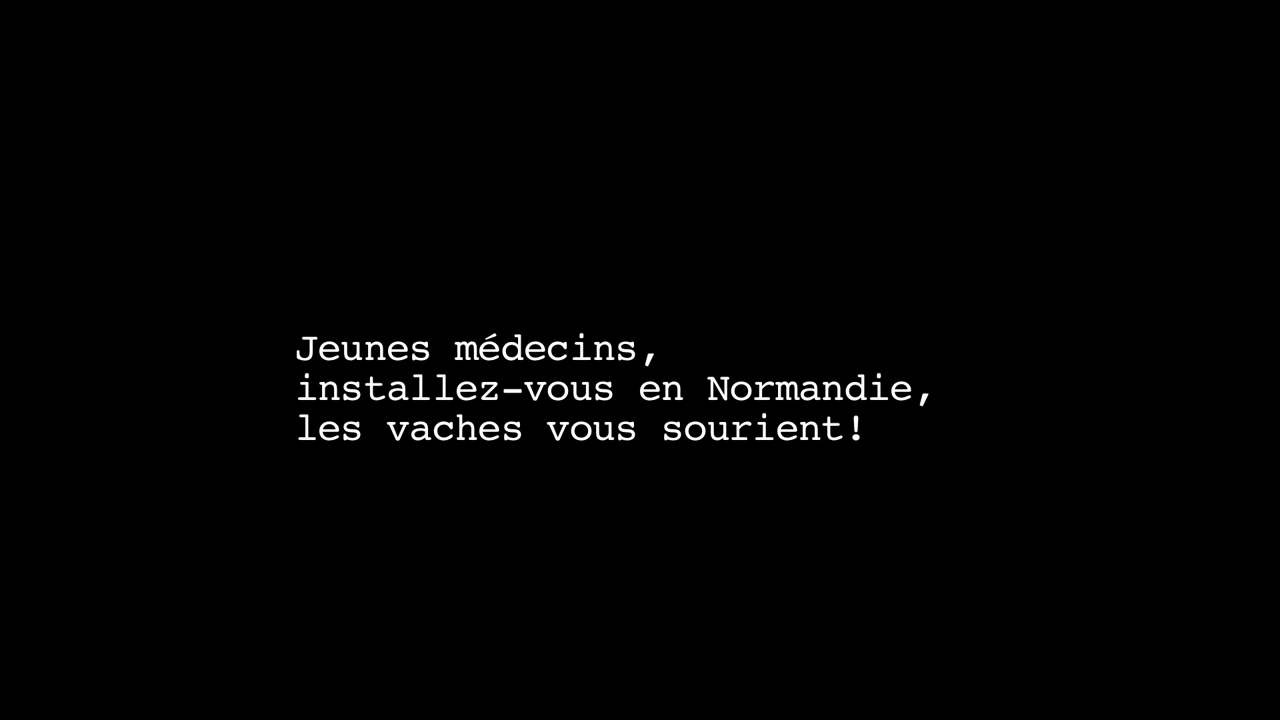 Jeunes médecins,
installez-vous en Normandie,
les vaches vous sourient!